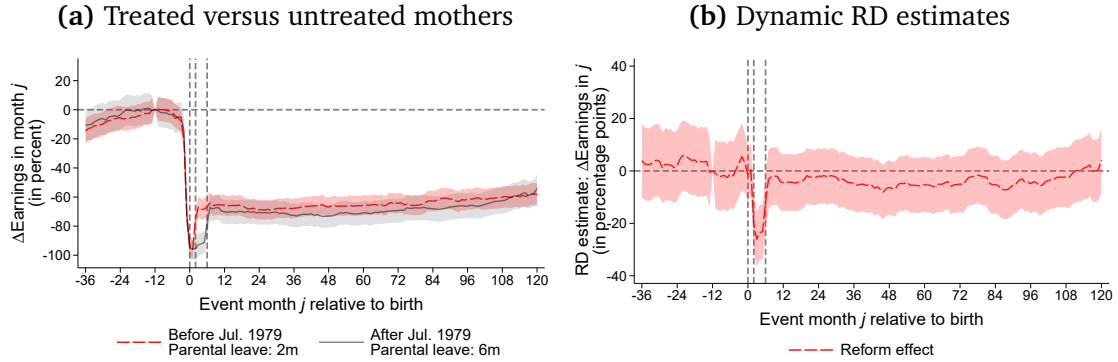 (a) Treated versus untreated mothers
ΔEarnings in month j
(in percent)
20
0
-20
-40
-60
-80
-100
-36 -24 -12 0 12 24 36 48 60 72 84 96 108 120
Event month j relative to birth
Before Jul. 1979
Parental leave: 2m
After Jul. 1979
Parental leave: 6m
(b) Dynamic RD estimates
RD estimate: ΔEarnings in j
(in percentage points)
40
20
0
-20
-40
-36 -24 -12 0 12 24 36 48 60 72 84 96 108 120
Event month j relative to birth
Reform effect